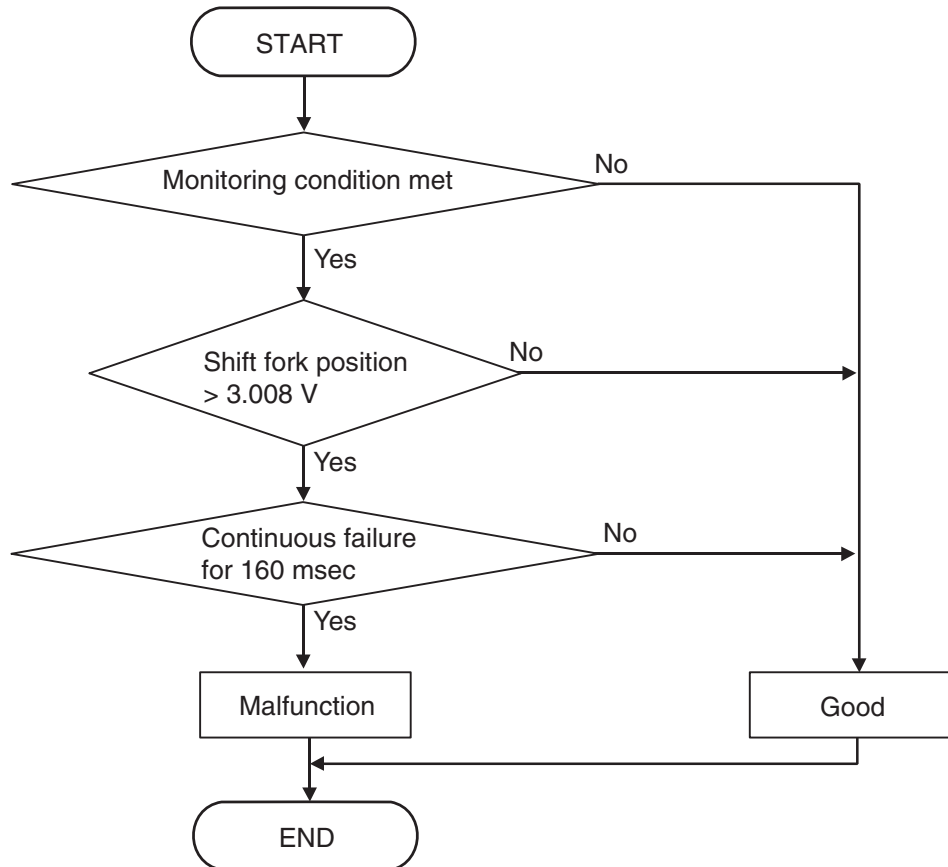 START
Monitoring condition met
No
Yes
Shift fork position
> 3.008 V
No
Yes
Continuous failure
for 160 msec
No
Yes
Malfunction
Good
END